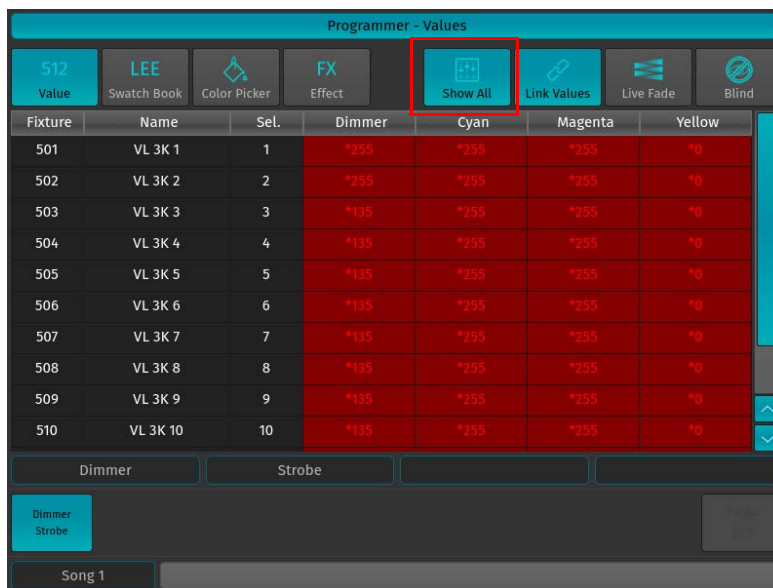 Programmer - Values
512 LEE FX
Value Swatch Book Color Picker Effect Show All Link Values Live Fade Blind
Fixture Name Sel. Dimmer Cyan Magenta Yellow
501 VL 3K 1 1 *255 *255 *255 *0
502 VL 3K 2 2 *255 *255 *255 *0
503 VL 3K 3 3 *135 *255 *255 *0
504 VL 3K 4 4 *135 *255 *255 *0
505 VL 3K 5 5 *135 *255 *255 *0
506 VL 3K 6 6 *135 *255 *255 *0
507 VL 3K 7 7 *135 *255 *255 *0
508 VL 3K 8 8 *135 *255 *255 *0
509 VL 3K 9 9 *135 *255 *255 *0
510 VL 3K 10 10 *135 *255 *255 *0
Dimmer Strobe
Dimmer
Strobe
Song 1